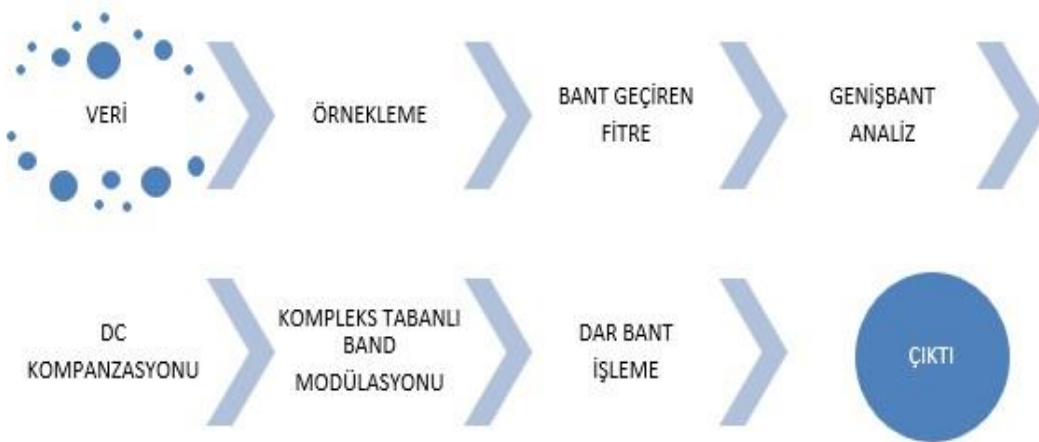 VERİ
ÖRNEKLEME
BANT GEÇİREN
FİTRE
GENİŞBANT
ANALİZ
DC
KOMPANZASYONU
KOMPLEKS TABANLI
BAND
MODÜLASYONU
DAR BANT
İŞLEME
ÇIKTI